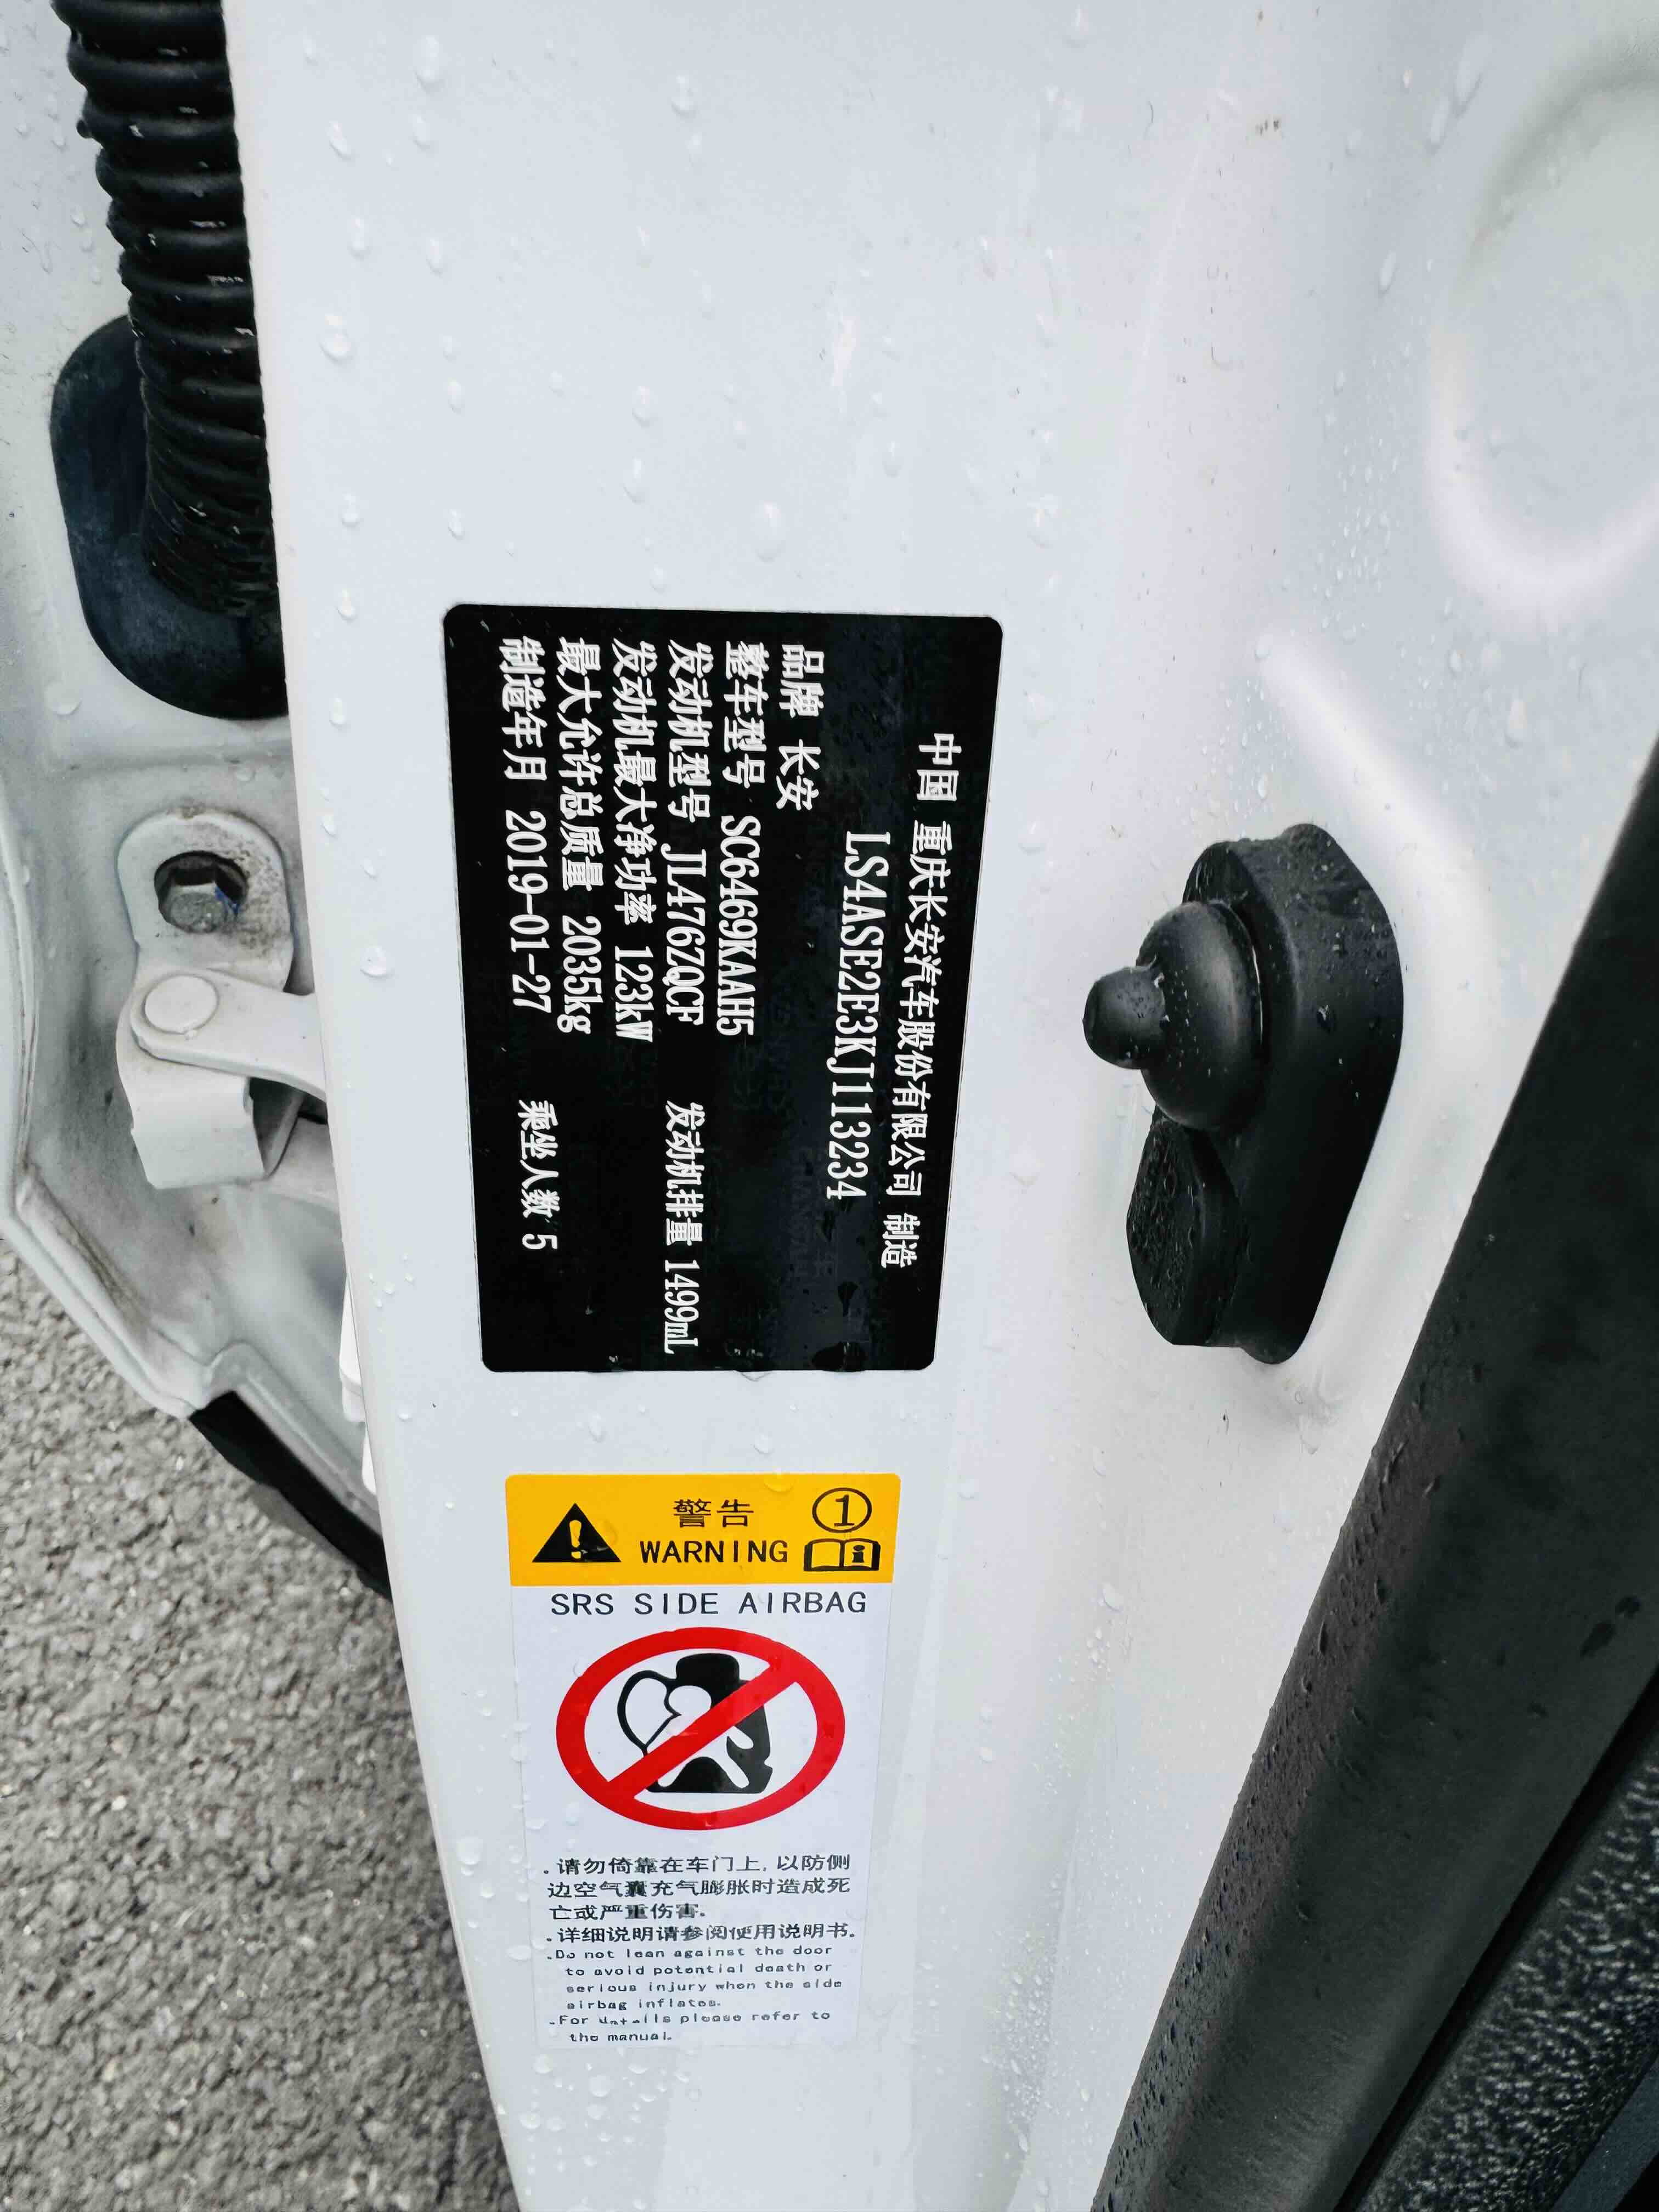 中国 重庆长安汽车股份有限公司 制造
LS4ASE2E3KJ113234
品牌 长安
整车型号 SC6469KAAH5
发动机型号 JL476ZQCF 发动机排量 1499mL
发动机最大净功率 123kW
最大允许总质量 2035kg
制造年月 2019-01-27 乘坐人数 5
警告 1
WARNING
SRS SIDE AIRBAG
.请勿倚靠在车门上,以防侧
边空气囊充气膨胀时造成死
亡或严重伤害.
.详细说明请参阅使用说明书.
.Do not lean against the door
to avoid potential death or
serious injury when the side
airbag inflates.
.For details please refer to
the manual.